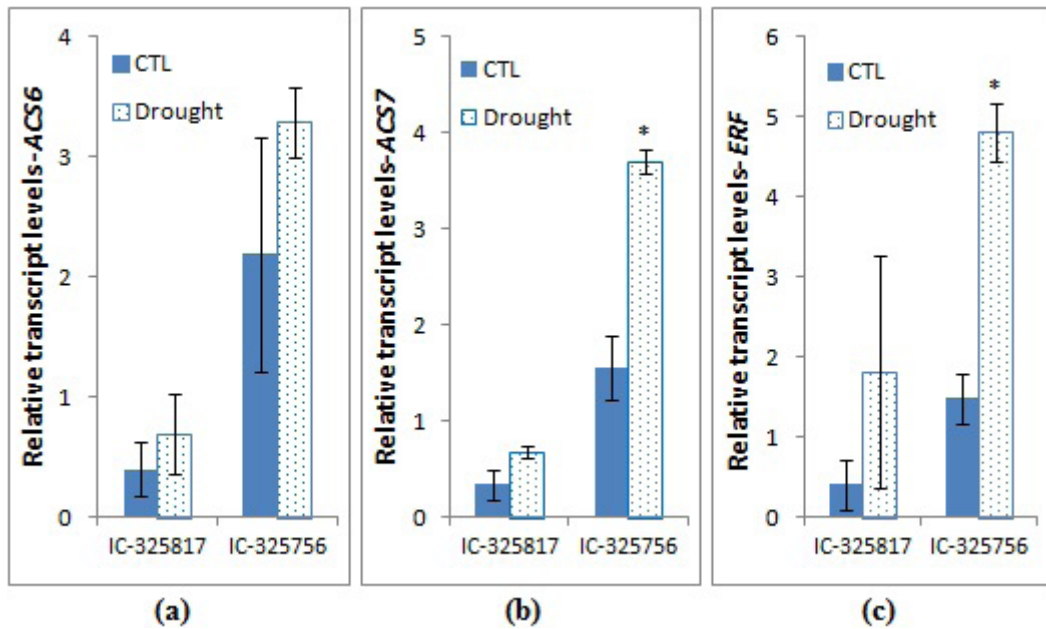 Relative transcript levels-ACS6
4
3
2
1
0
CTL
Drought
IC-325817 IC-325756
(a)
Relative transcript levels-ACS7
5
4
3
2
1
0
CTL
Drought
*
IC-325817 IC-325756
(b)
Relative transcript levels- ERF
6
5
4
3
2
1
0
CTL
Drought
*
IC-325817 IC-325756
(c)